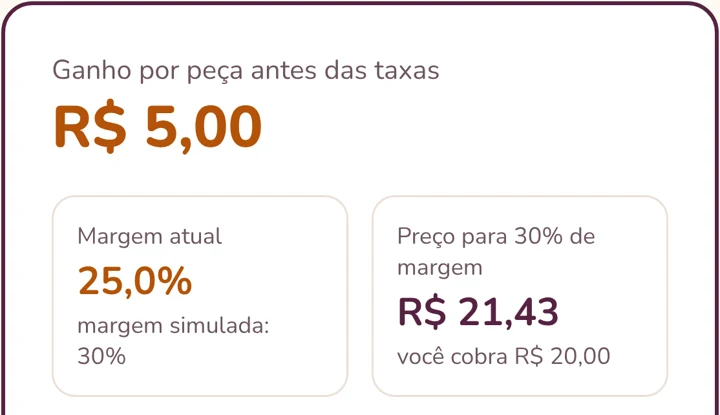 Ganho por peça antes das taxas
R$ 5,00
Margem atual
25,0%
margem simulada:
30%
Preço para 30% de
margem
R$ 21,43
você cobra R$ 20,00